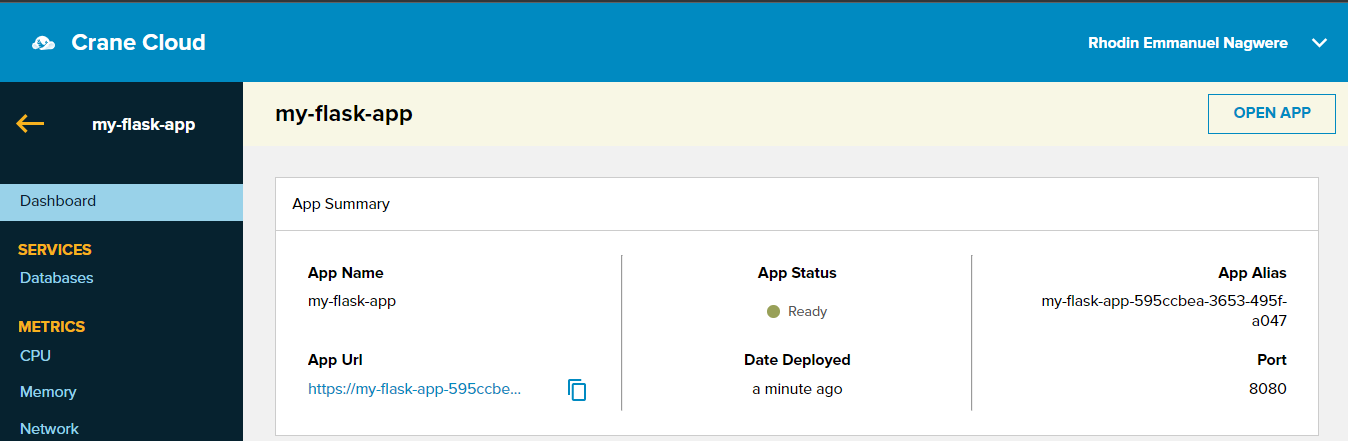 Crane Cloud
Rhodin Emmanuel Nagwere
my-flask-app
my-flask-app
OPEN APP
Dashboard
SERVICES
Databases
METRICS
CPU
Memory
Network
App Summary
App Name
my-flask-app
App Url
https://my-flask-app-595ccbe...
App Status
Ready
Date Deployed
a minute ago
App Alias
my-flask-app-595ccbea-3653-495f-
a047
Port
8080